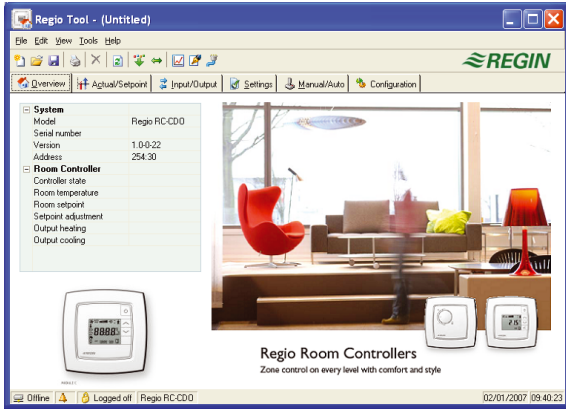 Regio Tool - (Untitled)
File Edit View Tools Help
REGIN
Overview Actual/Setpoint Input/Output Settings Manual/Auto Configuration
System
Model Regio RC-CDO
Serial number
Version 1.0-0-22
Address 254:30
Room Controller
Controller state
Room temperature
Room setpoint
Setpoint adjustment
Output heating
Output cooling
Regio Room Controllers
Zone control on every level with comfort and style
Offline Logged off Regio RC-CDO 02/01/2007 09:40:23